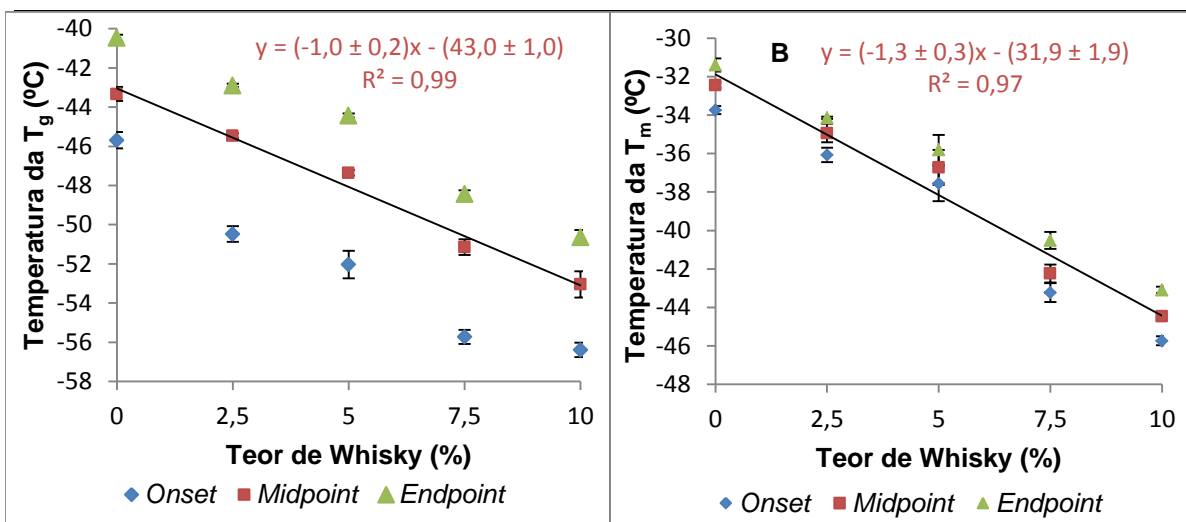 y = (-1,0 ± 0,2)x - (43,0 ± 1,0)
R² = 0,99
Temperatura da Tg (ºC)
-40
-42
-44
-46
-48
-50
-52
-54
-56
-58
0 2,5 5 7,5 10
Teor de Whisky (%)
Onset Midpoint Endpoint
B y = (-1,3 ± 0,3)x - (31,9 ± 1,9)
R² = 0,97
Temperatura da Tm (ºC)
-30
-32
-34
-36
-38
-40
-42
-44
-46
-48
0 2,5 5 7,5 10
Teor de Whisky (%)
Onset Midpoint Endpoint